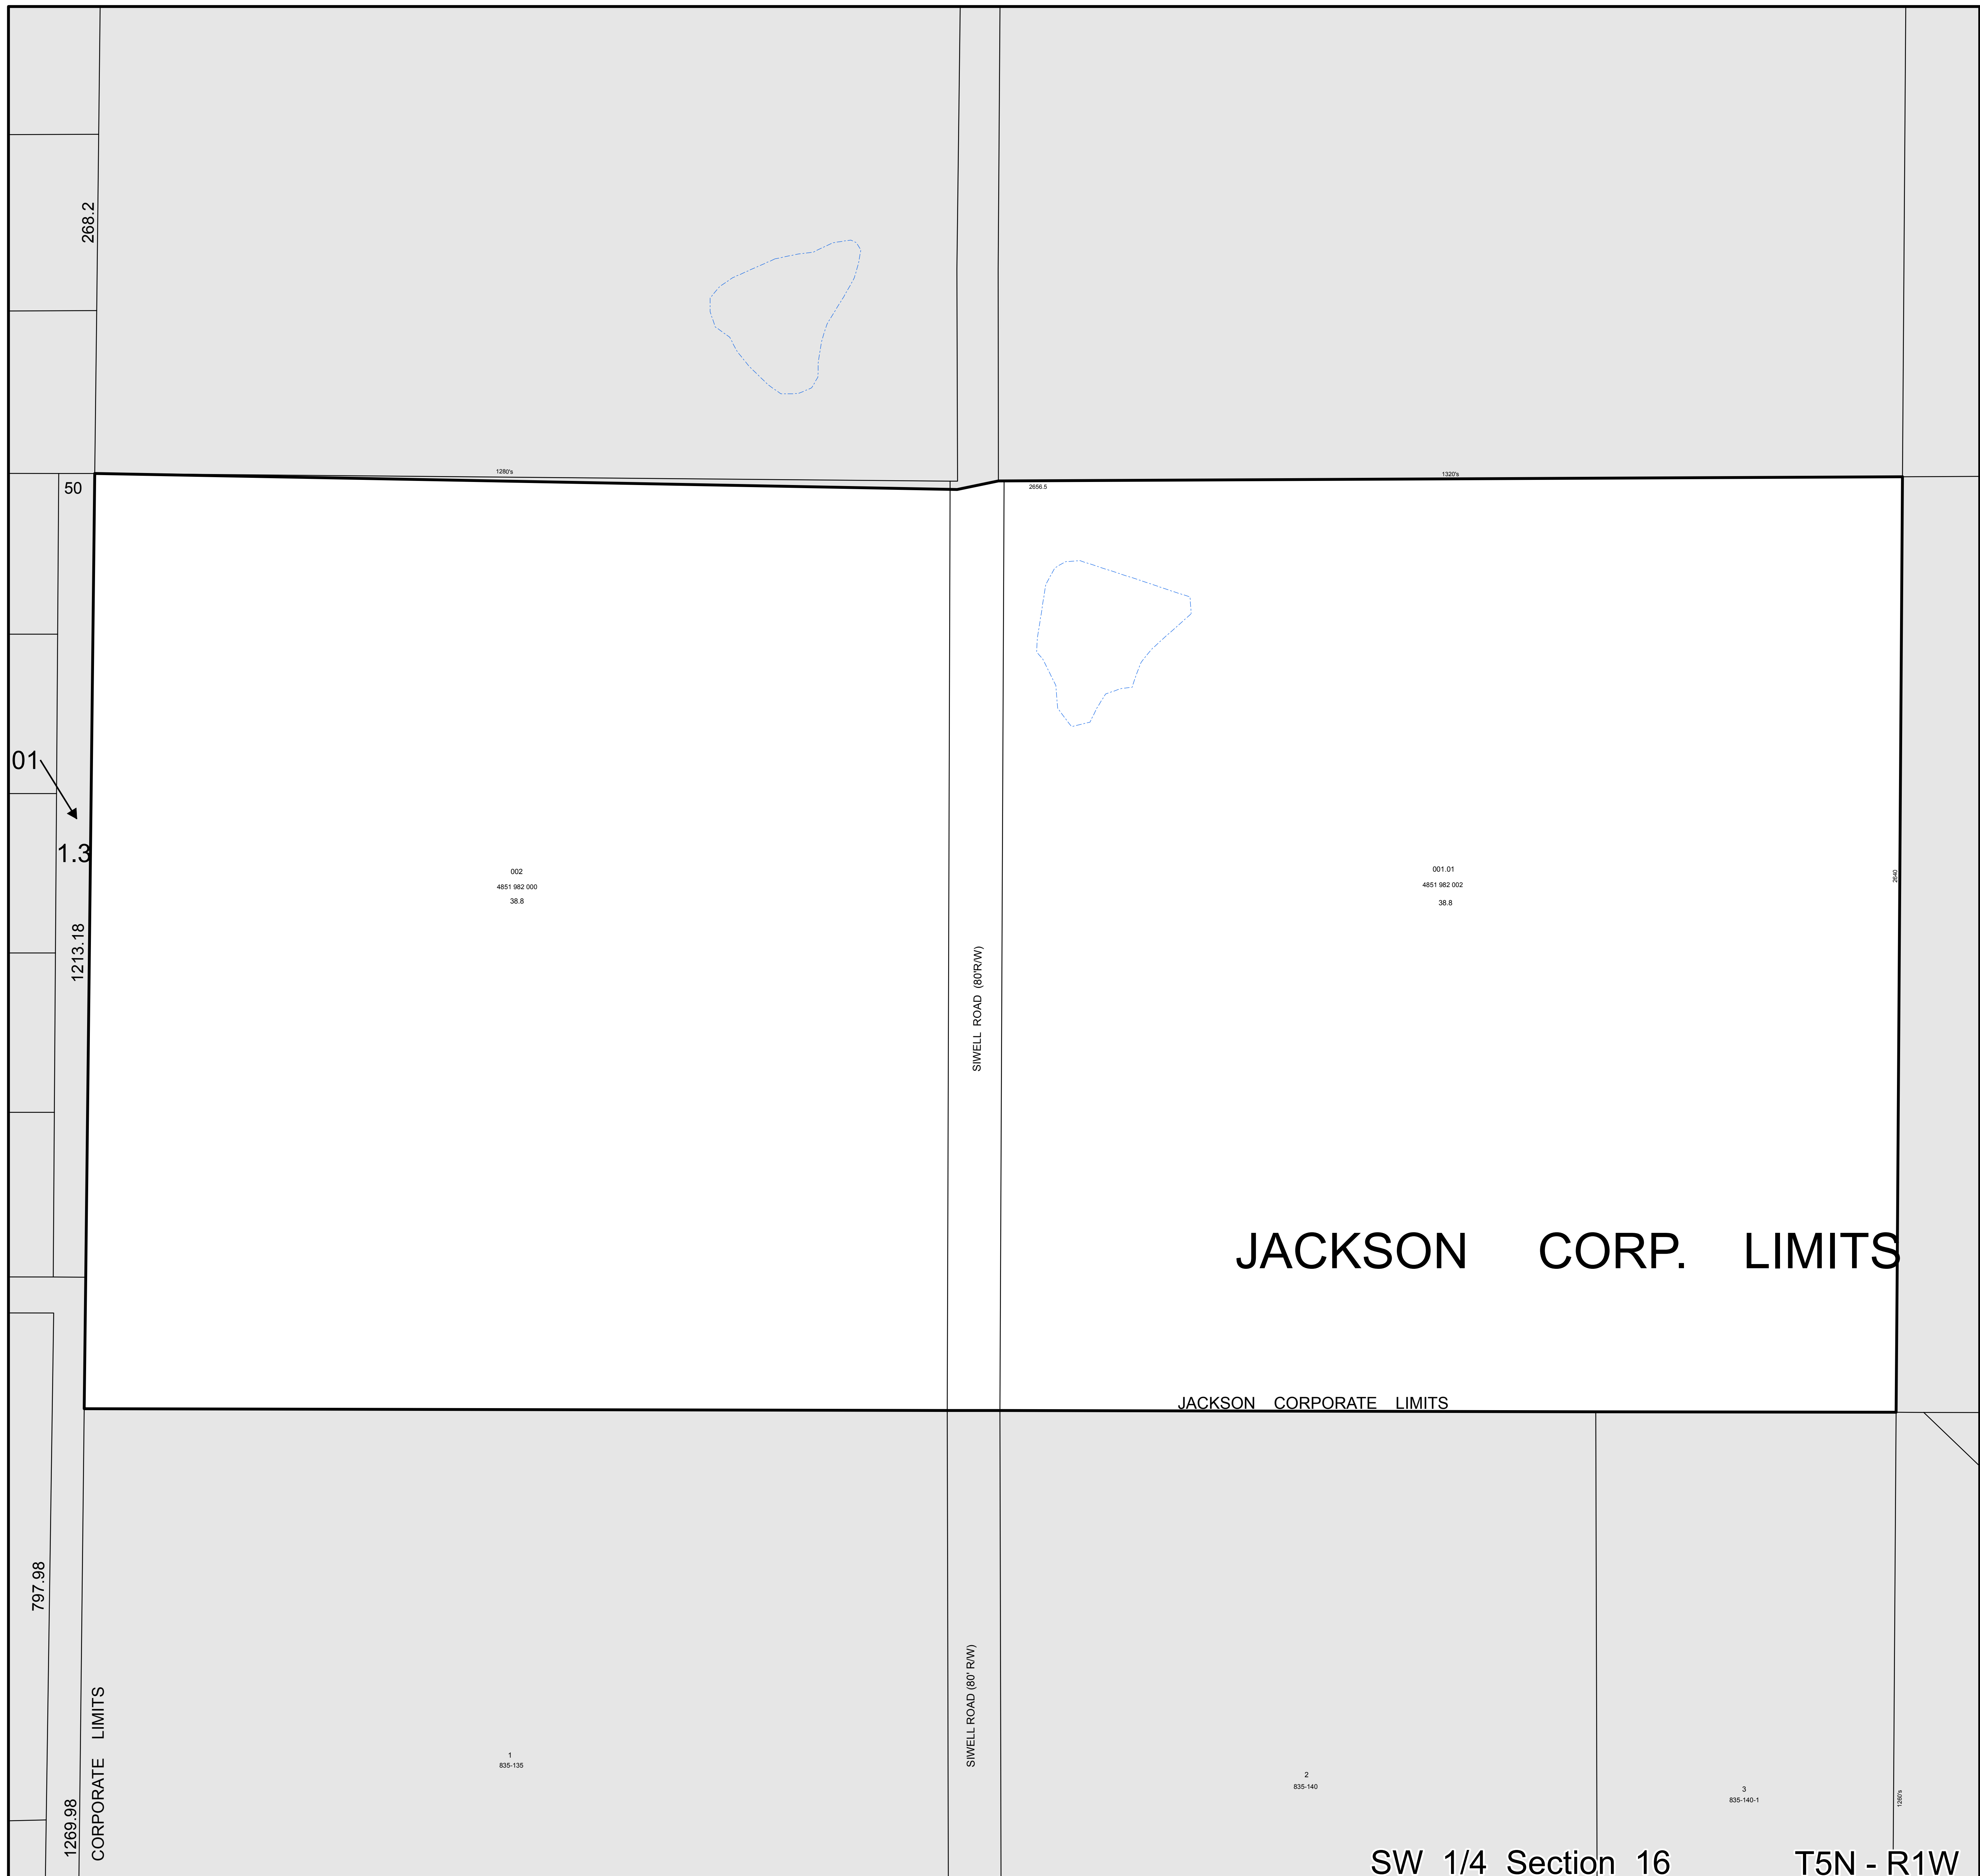 268.2
1280's
1320's
50
2656.5
01
1.3
1213.18
002
4851 982 000
38.8
001.01
4851 982 002
38.8
2640
SIWELL ROAD (80'R/W)
JACKSON CORP. LIMITS
JACKSON CORPORATE LIMITS
797.98
1269.98
CORPORATE LIMITS
1
835-135
SIWELL ROAD (80' R/W)
2
835-140
3
835-140-1
1260's
SW 1/4 Section 16
T5N - R1W